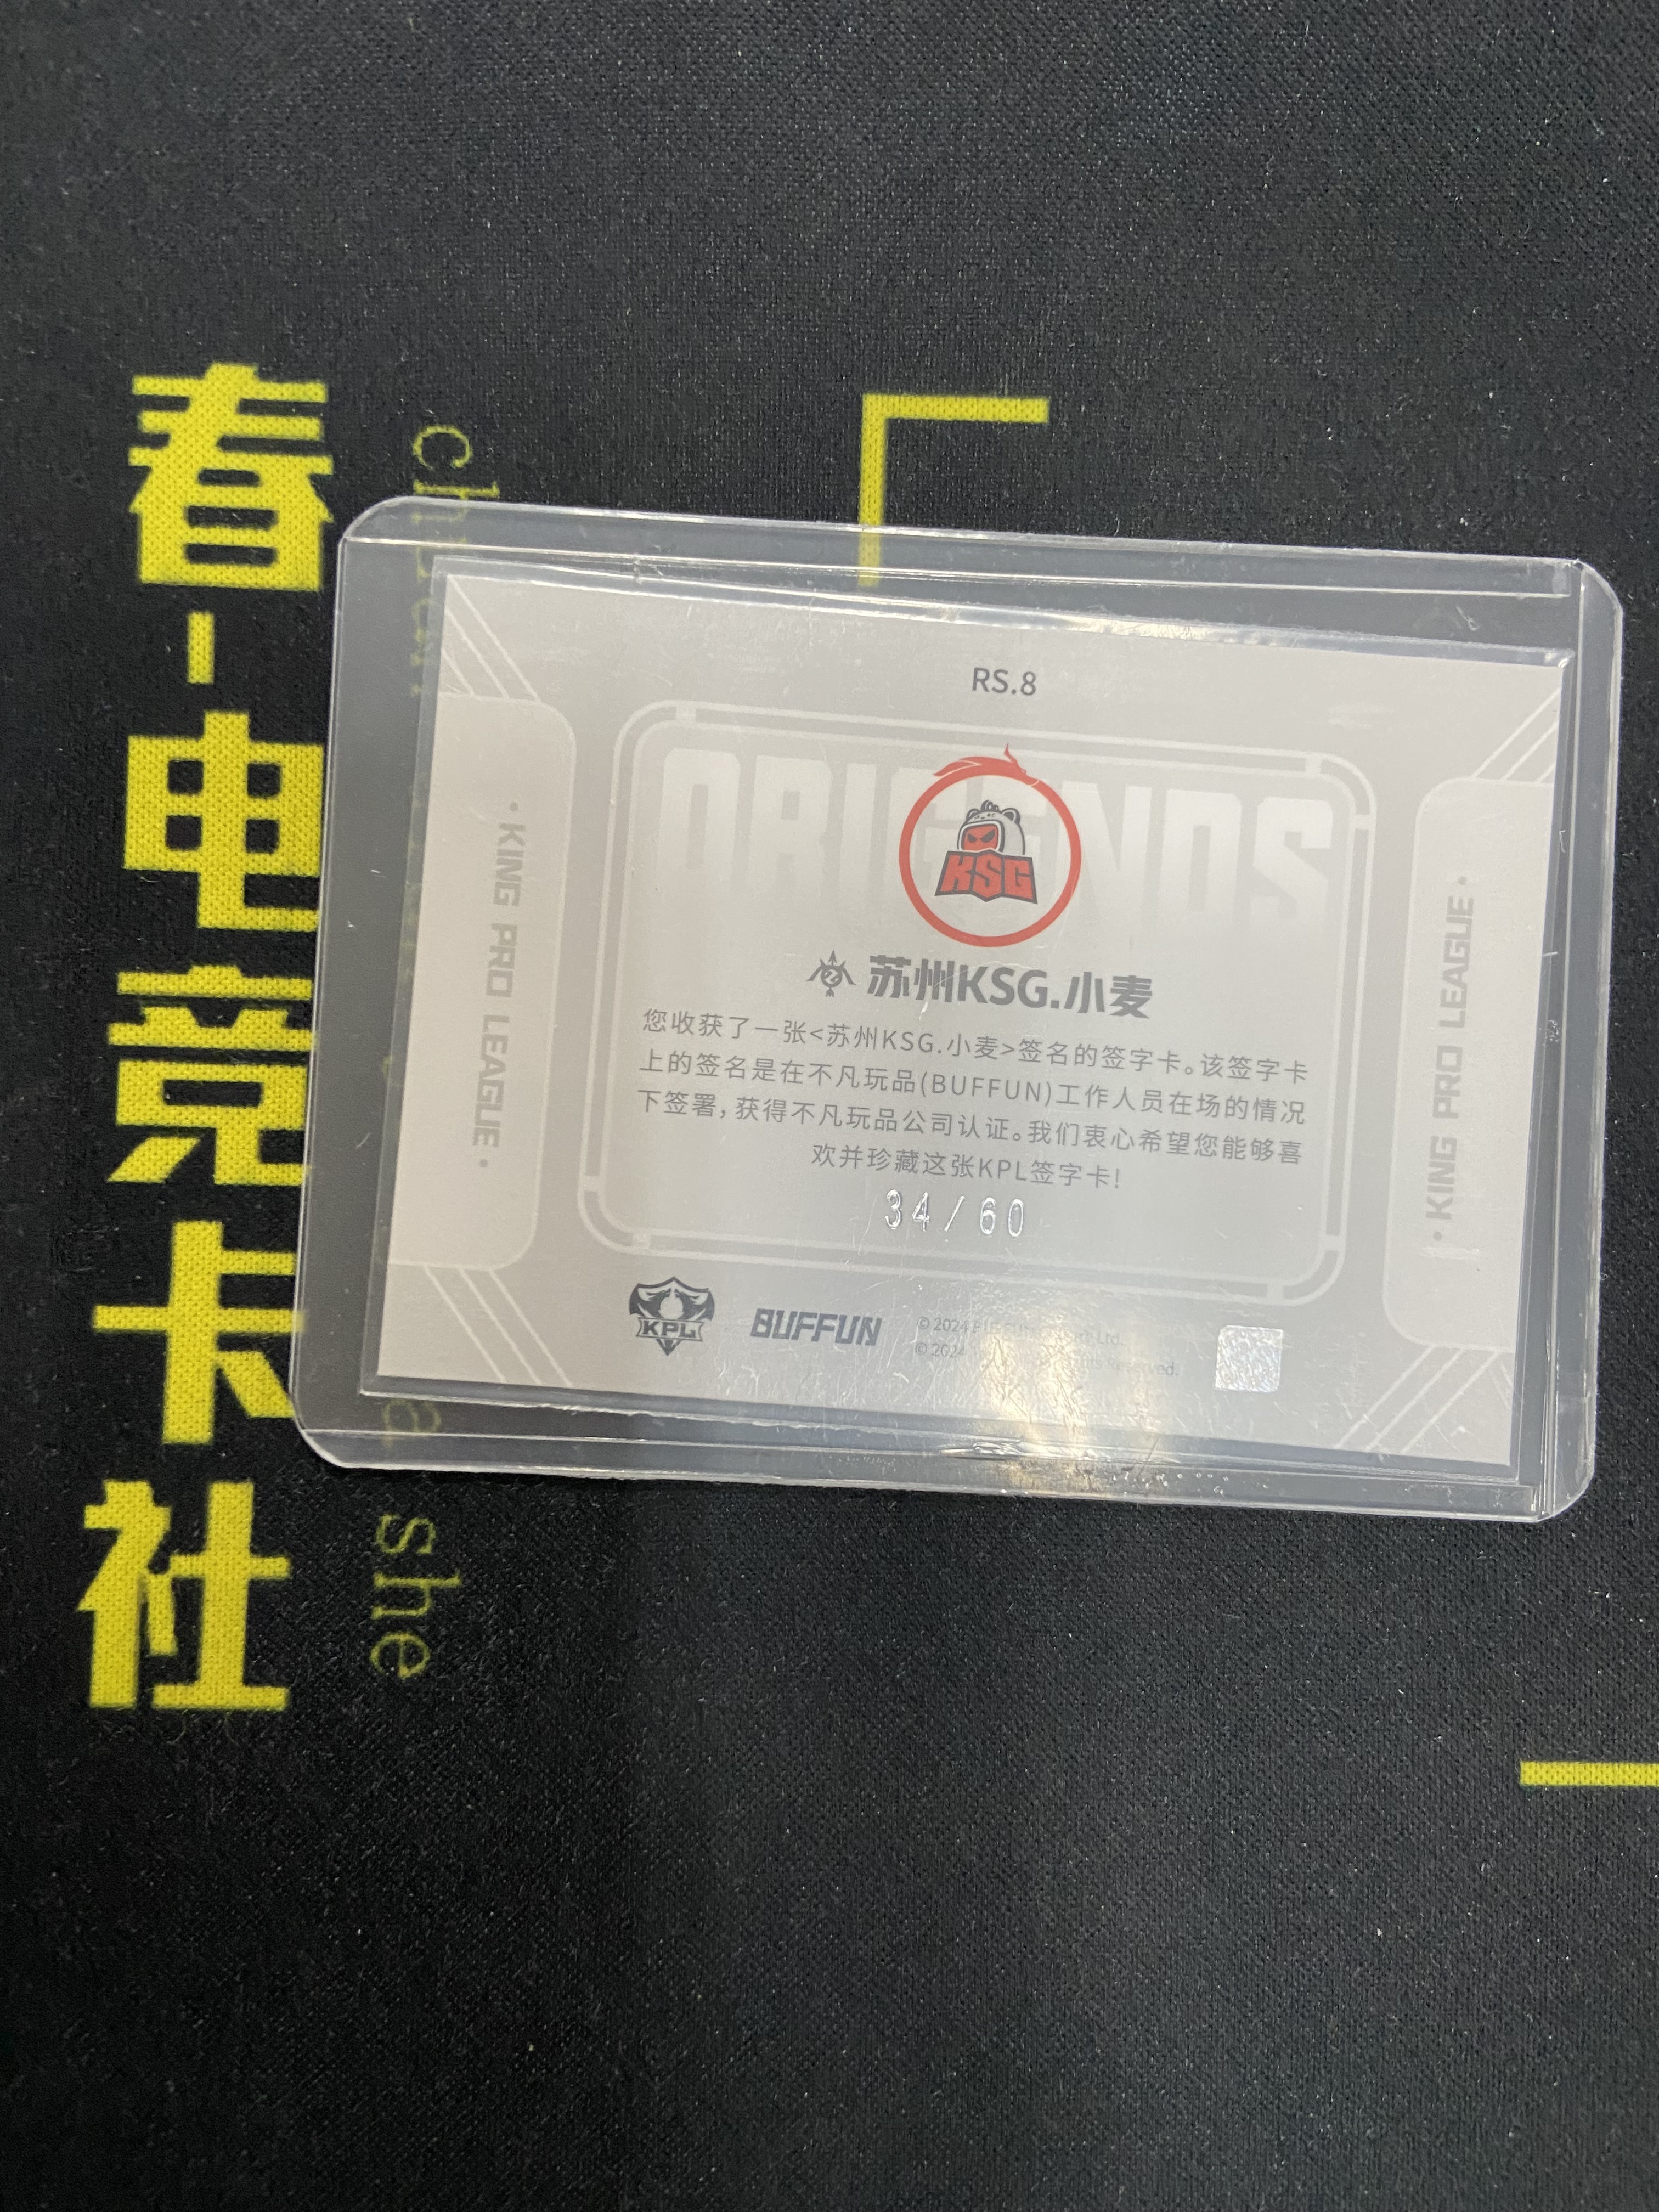 春-电竞卡社
she
RS.8
ORIGENDS
KSG
苏州KSG.小麦
您收获了一张<苏州KSG.小麦>签名的签字卡。该签字卡
上的签名是在不凡玩品(BUFFUN)工作人员在场的情况
下签署,获得不凡玩品公司认证。我们衷心希望您能够喜
欢并珍藏这张KPL签字卡!
34/60
KPL
BUFFUN
© 2024
© 2024 Reserved.
·KING PRO LEAGUE·
·KING PRO LEAGUE·